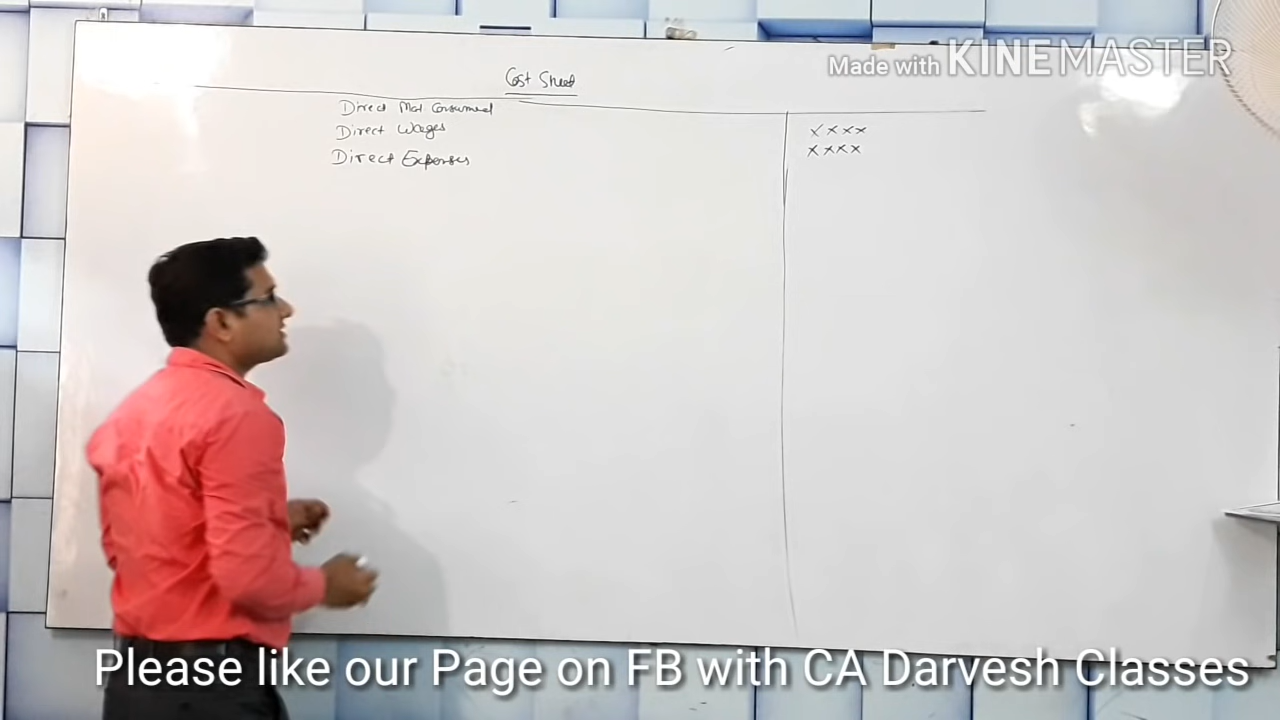 Made with KINEMASTER
Cost Sheet
Direct Mat Consumed
Direct Wages xxxx
Direct Expenses xxxx
Please like our Page on FB with CA Darvesh Classes